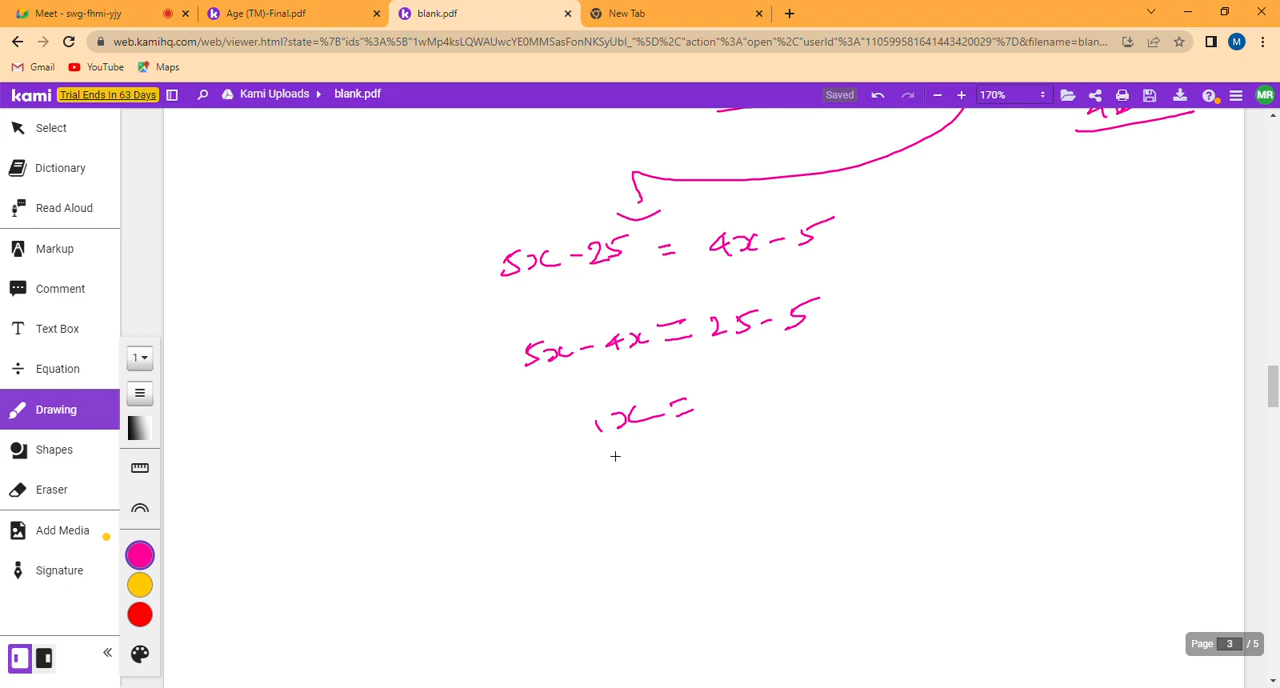 Meet - swg-fhmi-yjy
Age (TM)-Final.pdf
blank.pdf
New Tab
web.kamihq.com/web/viewer.html?state=%7B"ids"%3A%5B"1wMp4ksLQWAUwcYE0MMSasFonNKSyUbI_"%5D%2C"action"%3A"open"%2C"userId"%3A"110599581641443420029"%7D&filename=blan...
Gmail YouTube Maps
kami Trial Ends In 63 Days Kami Uploads blank.pdf Saved 170% MR
Select
Dictionary
Read Aloud
Markup
Comment
Text Box
Equation
Drawing
Shapes
Eraser
Add Media
Signature
1
5x - 25 = 4x - 5
5x - 4x = 25 - 5
1x =
Page 3 / 5